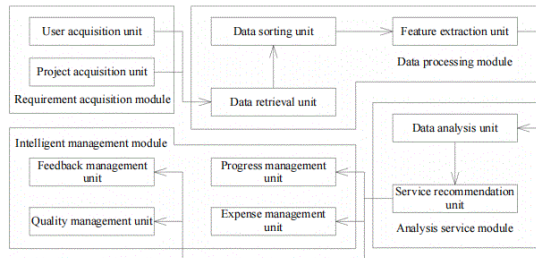 User acquisition unit
Project acquisition unit
Requirement acquisition module
Data sorting unit
Feature extraction unit
Data processing module
Data retrieval unit
Intelligent management module
Feedback management
unit
Progress management
unit
Quality management unit
Expense management
unit
Data analysis unit
Service recommendation
unit
Analysis service module